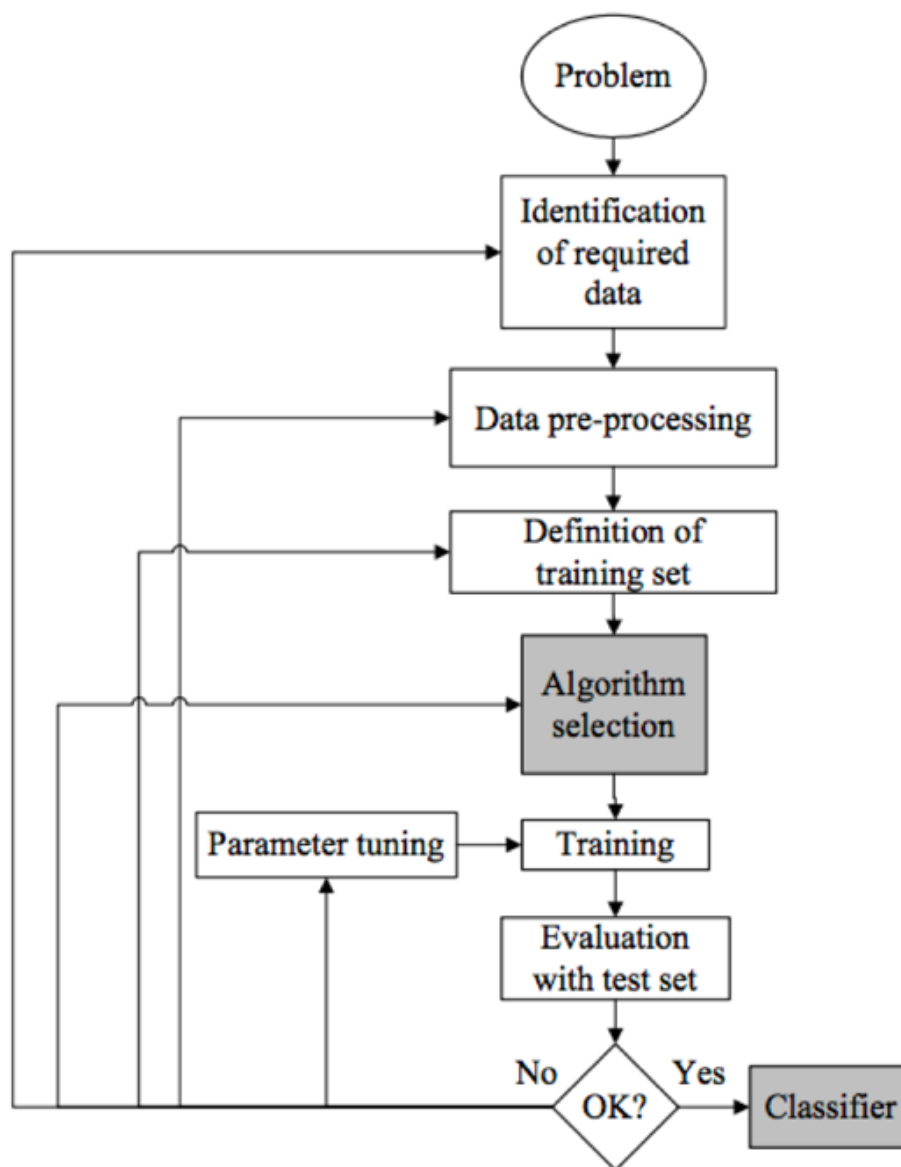 Problem
Identification
of required
data
Data pre-processing
Definition of
training set
Algorithm
selection
Parameter tuning
Training
Evaluation
with test set
No
Yes
OK?
Classifier